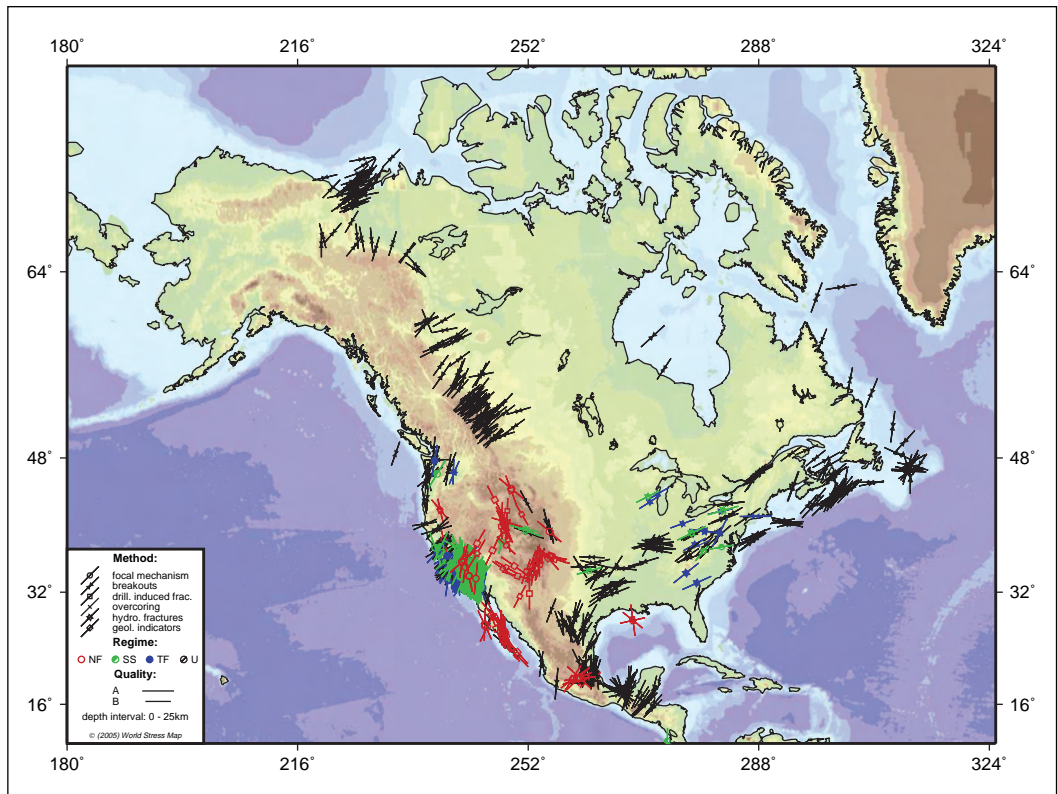 180˚ 216˚ 252˚ 288˚ 324˚
64˚ 64˚
48˚ 48˚
32˚ 32˚
16˚ 16˚
Method:
focal mechanism
breakouts
drill. induced frac.
overcoring
hydro. fractures
geol. indicators
Regime:
NF SS TF U
Quality:
A
B
depth interval: 0 - 25km
© (2005) World Stress Map
180˚ 216˚ 252˚ 288˚ 324˚